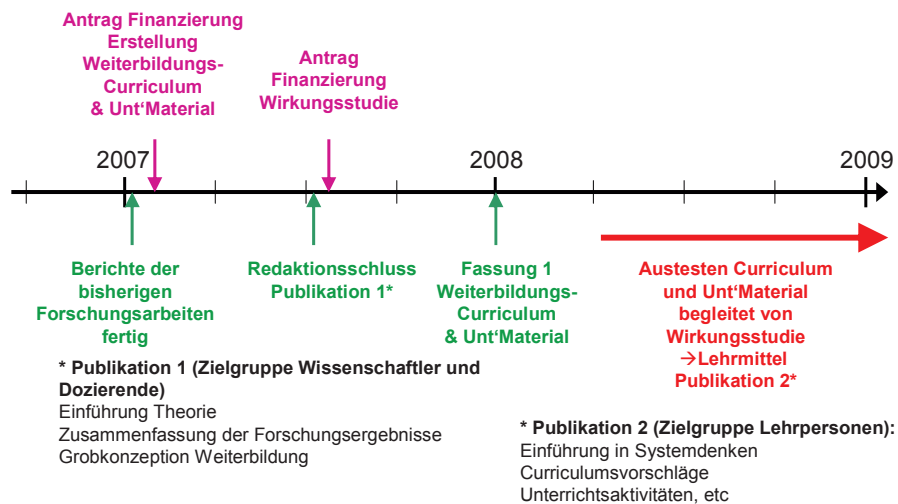 Antrag Finanzierung
Erstellung
Weiterbildungs-
Curriculum
& Unt‘Material
Antrag
Finanzierung
Wirkungsstudie
2007
2008
2009
Berichte der
bisherigen
Forschungsarbeiten
fertig
Redaktionsschluss
Publikation 1*
Fassung 1
Weiterbildungs-
Curriculum
& Unt‘Material
Austesten Curriculum
und Unt‘Material
begleitet von
Wirkungsstudie
→Lehrmittel
Publikation 2*
* Publikation 1 (Zielgruppe Wissenschaftler und
Dozierende)
Einführung Theorie
Zusammenfassung der Forschungsergebnisse
Grobkonzeption Weiterbildung
* Publikation 2 (Zielgruppe Lehrpersonen):
Einführung in Systemdenken
Curriculumsvorschläge
Unterrichtsaktivitäten, etc